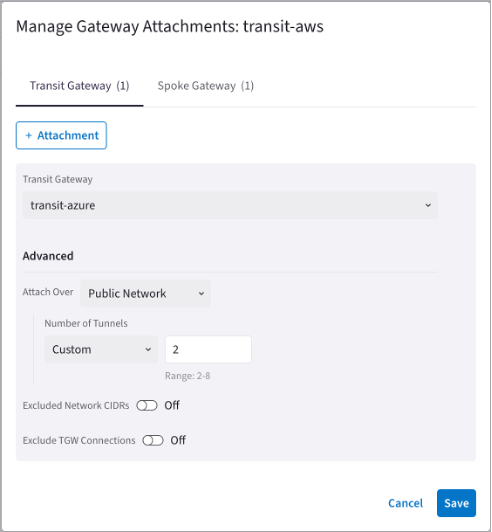 Manage Gateway Attachments: transit-aws
Transit Gateway (1) Spoke Gateway (1)
+ Attachment
Transit Gateway
transit-azure
Advanced
Attach Over Public Network
Number of Tunnels
Custom 2
Range: 2-8
Excluded Network CIDRs Off
Exclude TGW Connections Off
Cancel Save